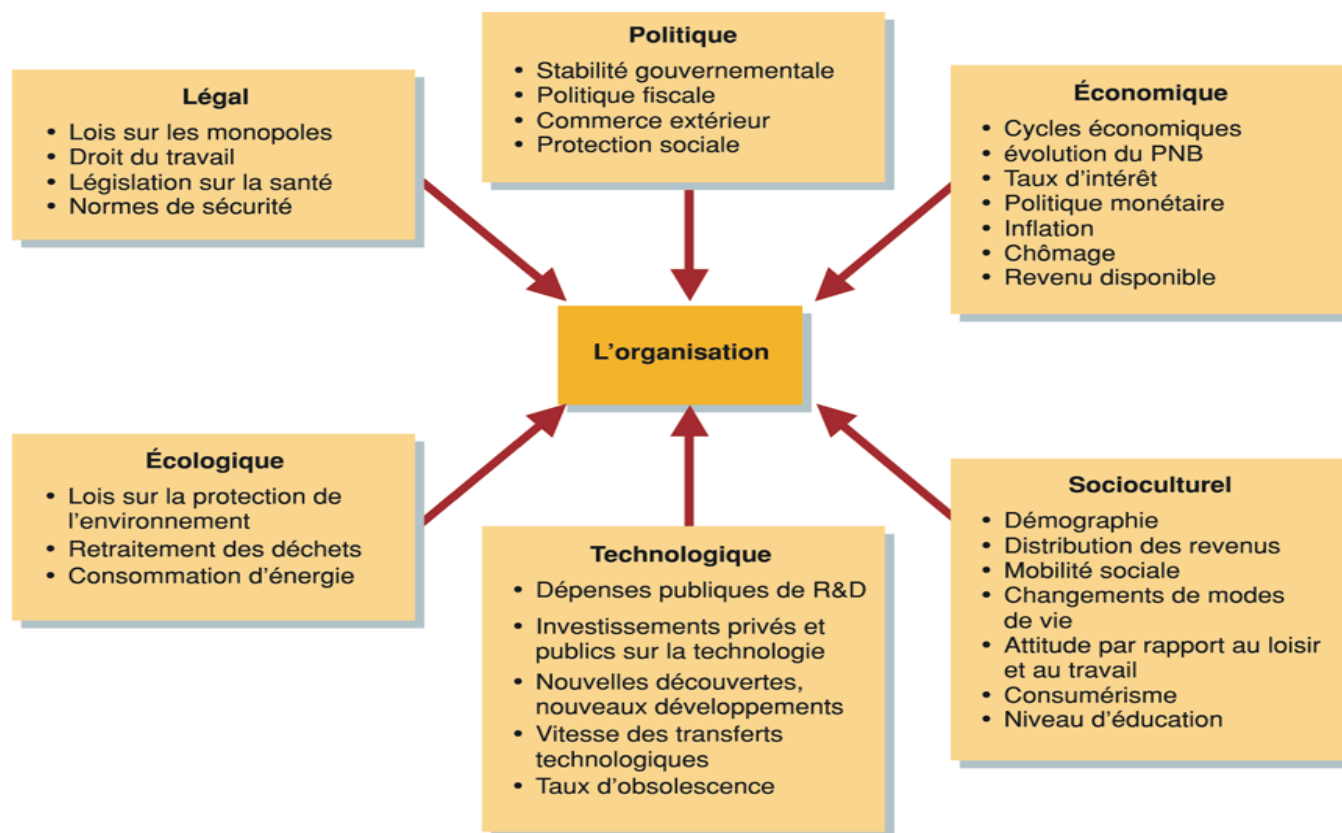 Politique
• Stabilité gouvernementale
• Politique fiscale
• Commerce extérieur
• Protection sociale
Légal
• Lois sur les monopoles
• Droit du travail
• Législation sur la santé
• Normes de sécurité
Économique
• Cycles économiques
• évolution du PNB
• Taux d'intérêt
• Politique monétaire
• Inflation
• Chômage
• Revenu disponible
L'organisation
Écologique
• Lois sur la protection de
l'environnement
• Retraitement des déchets
• Consommation d'énergie
Technologique
• Dépenses publiques de R&D
• Investissements privés et
publics sur la technologie
• Nouvelles découvertes,
nouveaux développements
• Vitesse des transferts
technologiques
• Taux d'obsolescence
Socioculturel
• Démographie
• Distribution des revenus
• Mobilité sociale
• Changements de modes
de vie
• Attitude par rapport au loisir
et au travail
• Consumérisme
• Niveau d'éducation